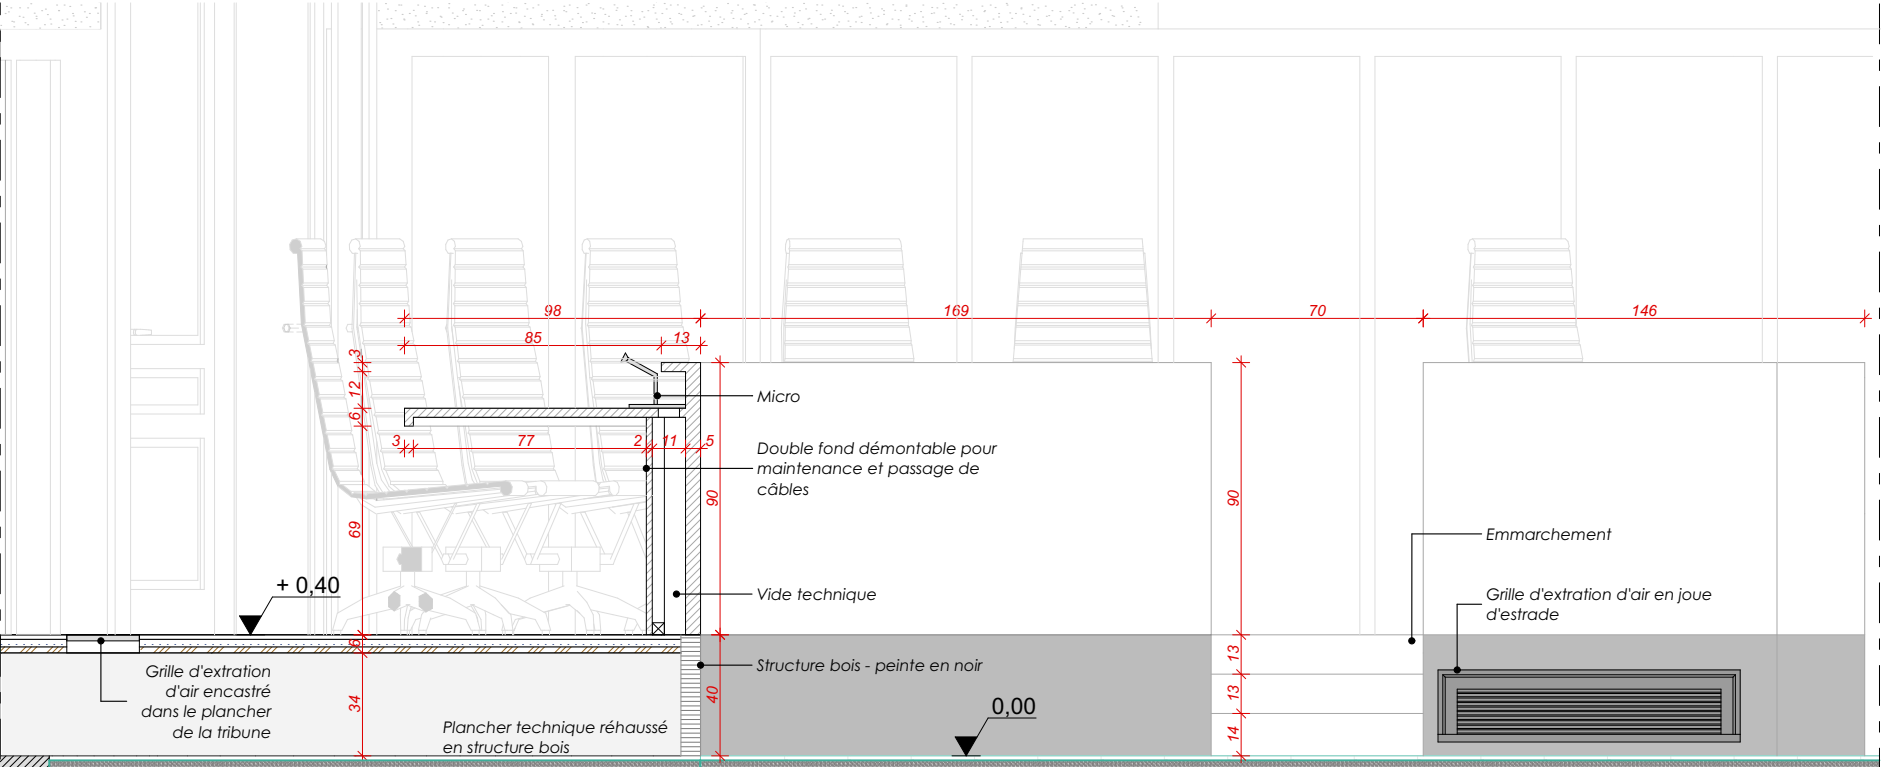 98
169
70
146
85
13
3
12
6
Micro
3
77
2
11
5
Double fond démontable pour
maintenance et passage de
câbles
90
90
69
Emmarchement
+ 0,40
Vide technique
Grille d'extration d'air en joue
d'estrade
6
13
Structure bois - peinte en noir
Grille d'extration
d'air encastré
dans le plancher
de la tribune
34
40
13
0,00
Plancher technique réhaussé
en structure bois
14